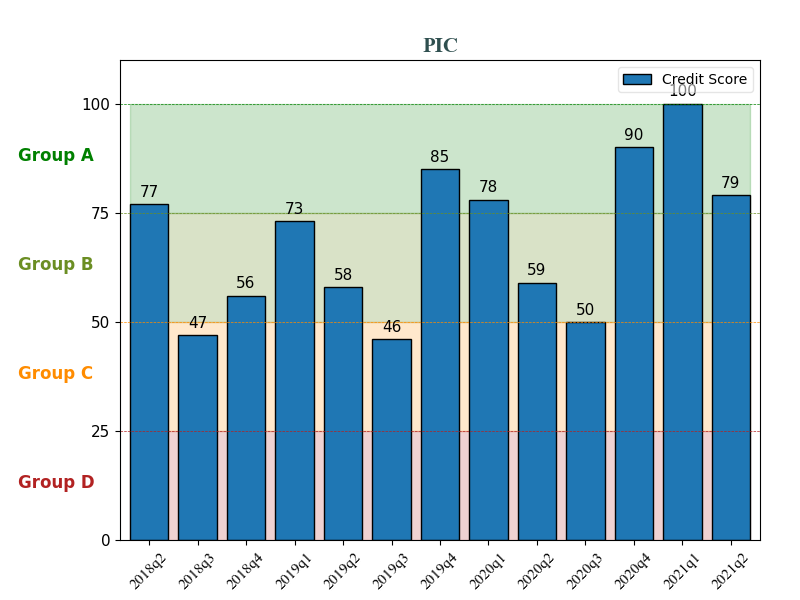 PIC
Credit Score
100
75
50
25
0
Group A
Group B
Group C
Group D
77
47
56
73
58
46
85
78
59
50
90
100
79
2018q2
2018q3
2018q4
2019q1
2019q2
2019q3
2019q4
2020q1
2020q2
2020q3
2020q4
2021q1
2021q2